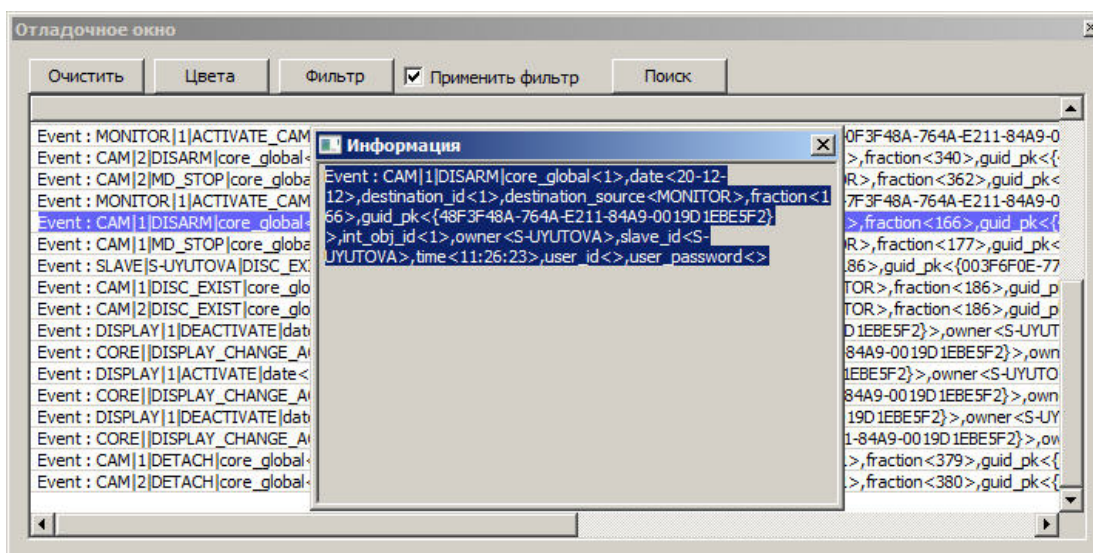 Отладочное окно
Очистить Цвета Фильтр Применить фильтр Поиск
Event : MONITOR|1|ACTIVATE_CAM 0F3F48A-764A-E211-84A9-0
Event : CAM|2|DISARM|core_global< >,fraction<340>,guid_pk<{
Event : CAM|2|MD_STOP|core_globa R>,fraction<362>,guid_pk<
Event : MONITOR|1|ACTIVATE_CAM 7F3F48A-764A-E211-84A9-0
Event : CAM|1|DISARM|core_global< >,fraction<166>,guid_pk<{
Event : CAM|1|MD_STOP|core_globa R>,fraction<177>,guid_pk<
Event : SLAVE|S-UYUTOVA|DISC_EX 86>,guid_pk<{003F6F0E-77
Event : CAM|1|DISC_EXIST|core_glo TOR>,fraction<186>,guid_p
Event : CAM|2|DISC_EXIST|core_glo TOR>,fraction<186>,guid_p
Event : DISPLAY|1|DEACTIVATE|dat D1EBE5F2}>,owner<S-UYUT
Event : CORE||DISPLAY_CHANGE_A 84A9-0019D1EBE5F2}>,own
Event : DISPLAY|1|ACTIVATE|date< 1EBE5F2}>,owner<S-UYUTO
Event : CORE||DISPLAY_CHANGE_A 84A9-0019D1EBE5F2}>,own
Event : DISPLAY|1|DEACTIVATE|dat 19D1EBE5F2}>,owner<S-UY
Event : CORE||DISPLAY_CHANGE_A 1-84A9-0019D1EBE5F2}>,ow
Event : CAM|1|DETACH|core_global< >,fraction<379>,guid_pk<{
Event : CAM|2|DETACH|core_global< >,fraction<380>,guid_pk<{
Информация
Event : CAM|1|DISARM|core_global<1>,date<20-12-
12>,destination_id<1>,destination_source<MONITOR>,fraction<1
66>,guid_pk<{48F3F48A-764A-E211-84A9-0019D1EBE5F2}
>,int_obj_id<1>,owner<S-UYUTOVA>,slave_id<S-
UYUTOVA>,time<11:26:23>,user_id<>,user_password<>